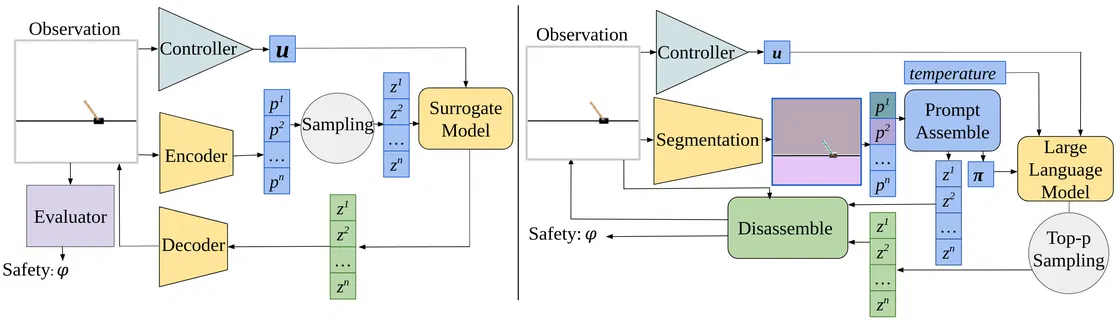 Observation
Controller
u
p1
p2
…
pn
Sampling
z1
z2
…
zn
Surrogate
Model
Encoder
Evaluator
Decoder
z1
z2
…
zn
Safety: φ
Observation
Controller
u
temperature
Segmentation
p1
p2
…
pn
Prompt
Assemble
z1
z2
…
zn
π
Large
Language
Model
Disassemble
Safety: φ
z1
z2
…
zn
Top-p
Sampling